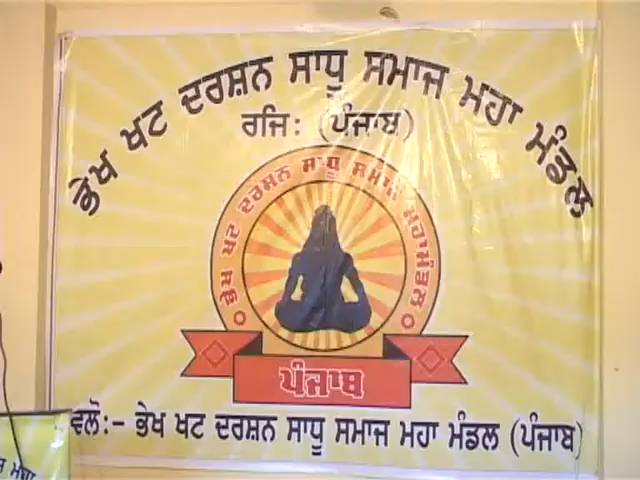 ਭੇਖ ਖਟ ਦਰਸ਼ਨ ਸਾਧੂ ਸਮਾਜ ਮਹਾ ਮੰਡਲ
ਰਜਿ: (ਪੰਜਾਬ)
ਭੇਖ ਖਟ ਦਰਸ਼ਨ ਸਾਧੂ ਸਮਾਜ ਮਹਾਮੰਡਲ
ਪੰਜਾਬ
ਵਲੋ:- ਭੇਖ ਖਟ ਦਰਸ਼ਨ ਸਾਧੂ ਸਮਾਜ ਮਹਾ ਮੰਡਲ (ਪੰਜਾਬ)